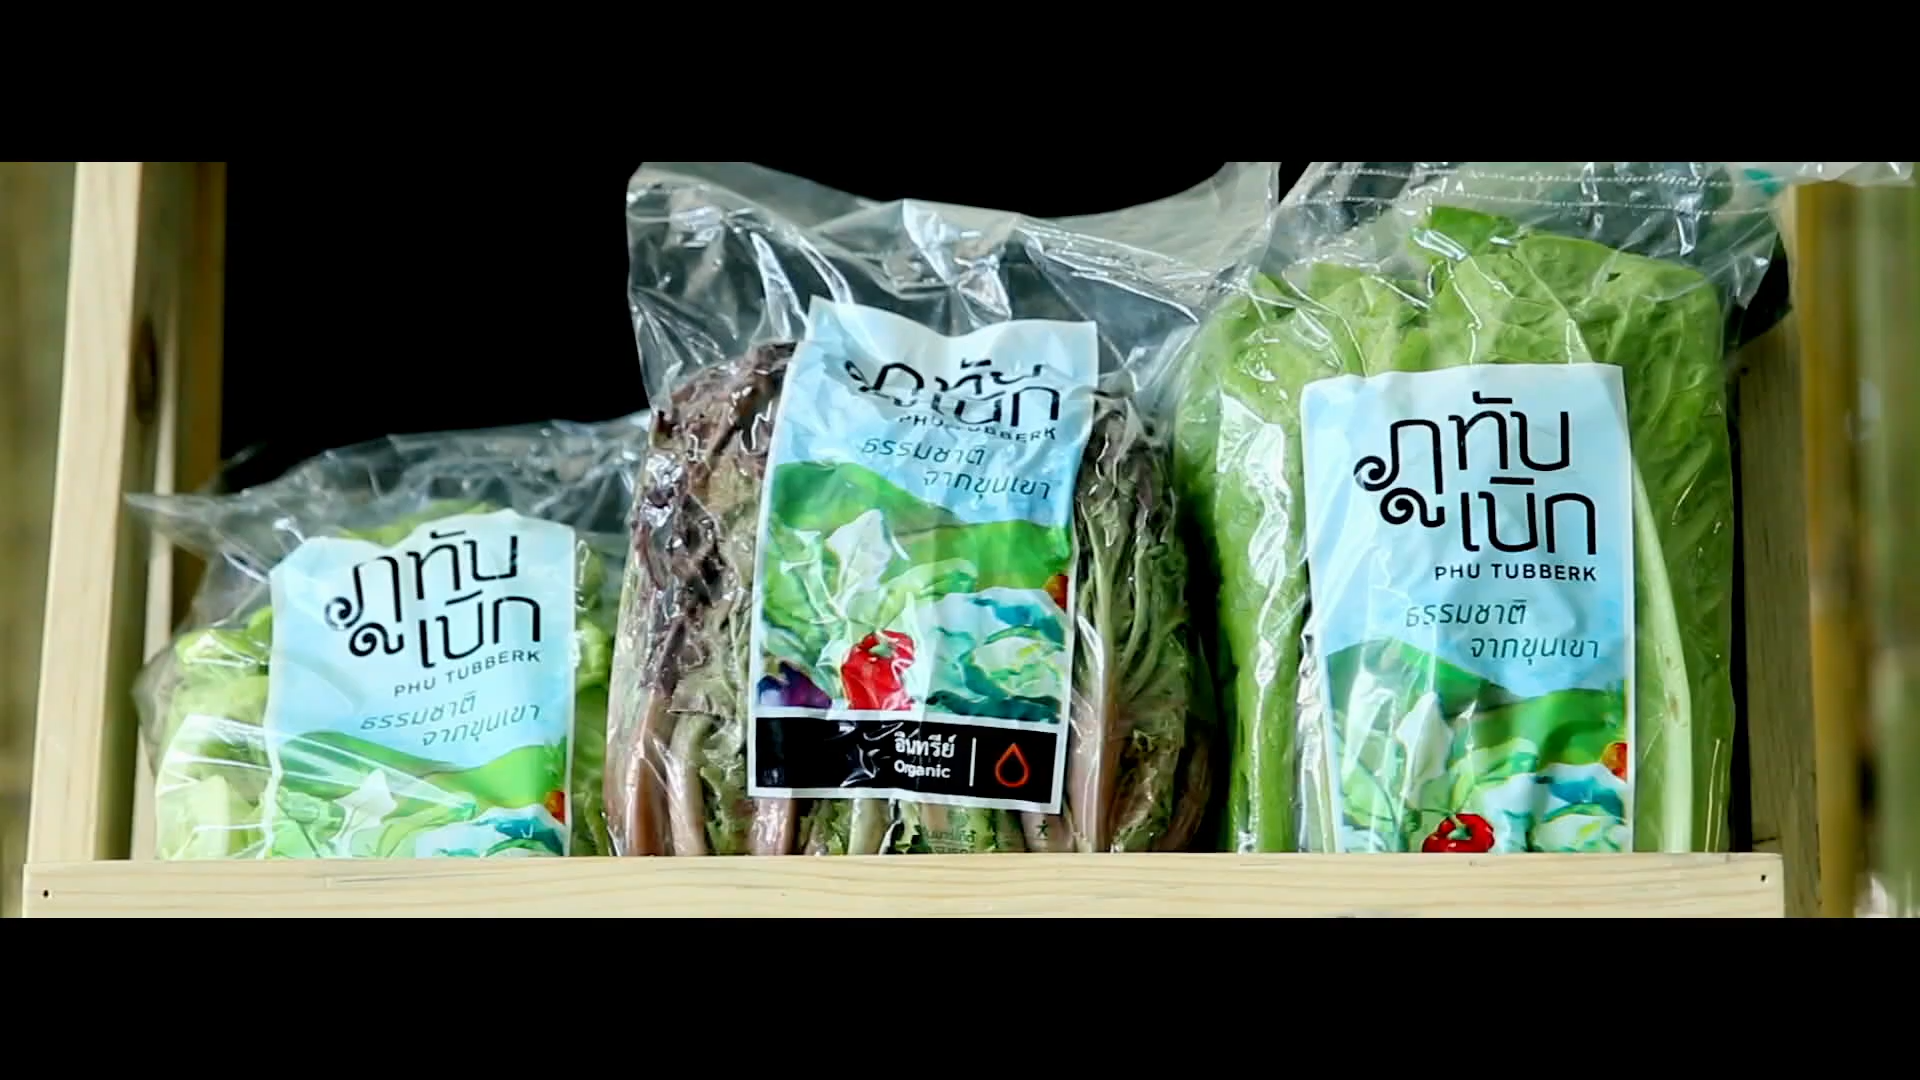 ภูทับ
เบิก
PHU TUBBERK
ธรรมชาติ
จากขุนเขา
ภูทับ
เบิก
PHU TUBBERK
ธรรมชาติ
จากขุนเขา
อินทรีย์
Organic
ภูทับ
เบิก
PHU TUBBERK
ธรรมชาติ
จากขุนเขา